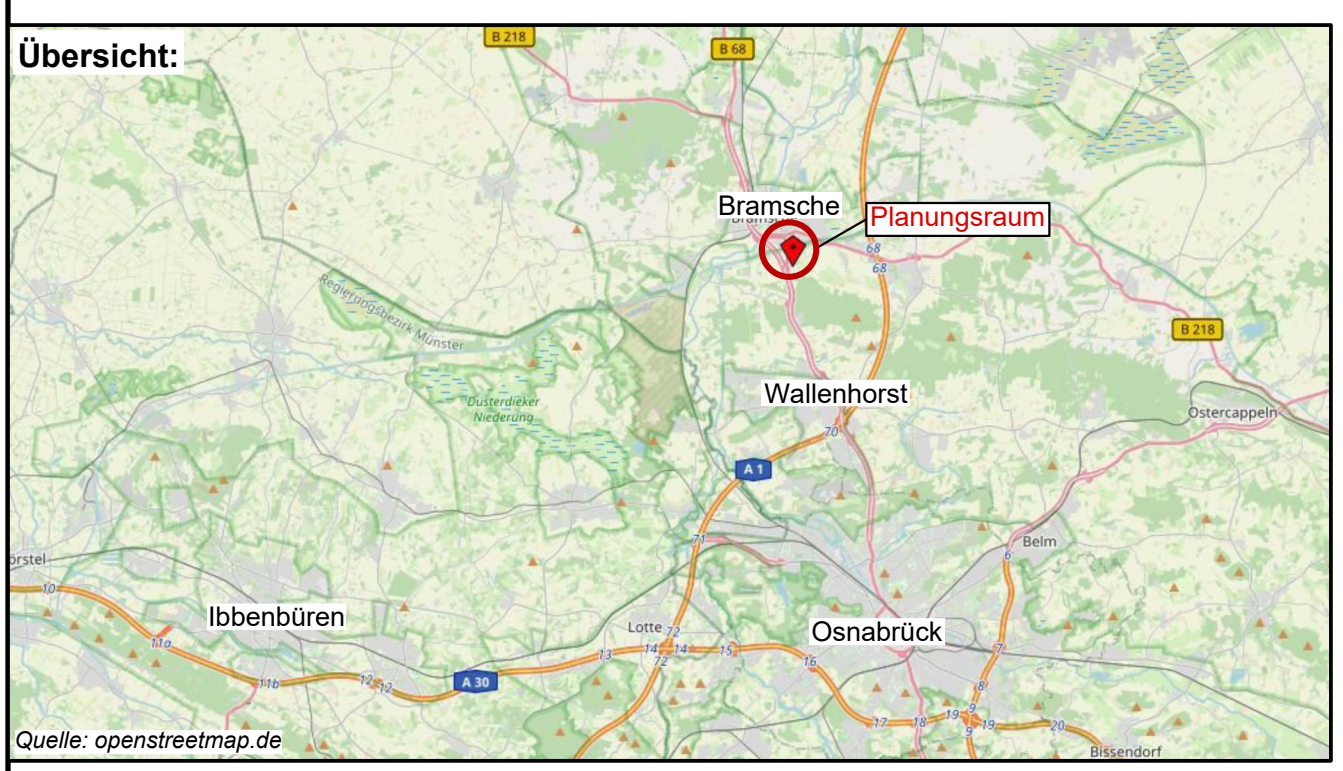 Übersicht:
B 218
B 68
Bramsche
Planungsraum
68
68
Regierungsbezirk Münster
B 218
Düsterdieker
Niederung
Wallenhorst
Ostercappeln
70
A 1
71
Belm
6
örstel
10
Ibbenbüren
11a
Lotte
72
Osnabrück
13
14
14
15
72
16
7
11b
12
12
A 30
8
17
18
19
9
19
20
9
Quelle: openstreetmap.de
Bissendorf